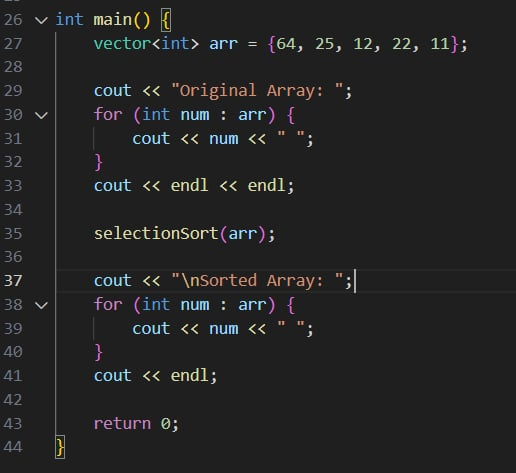 26 int main() {
27     vector<int> arr = {64, 25, 12, 22, 11};
28
29     cout << "Original Array: ";
30     for (int num : arr) {
31         cout << num << " ";
32     }
33     cout << endl << endl;
34
35     selectionSort(arr);
36
37     cout << "\nSorted Array: ";
38     for (int num : arr) {
39         cout << num << " ";
40     }
41     cout << endl;
42
43     return 0;
44 }